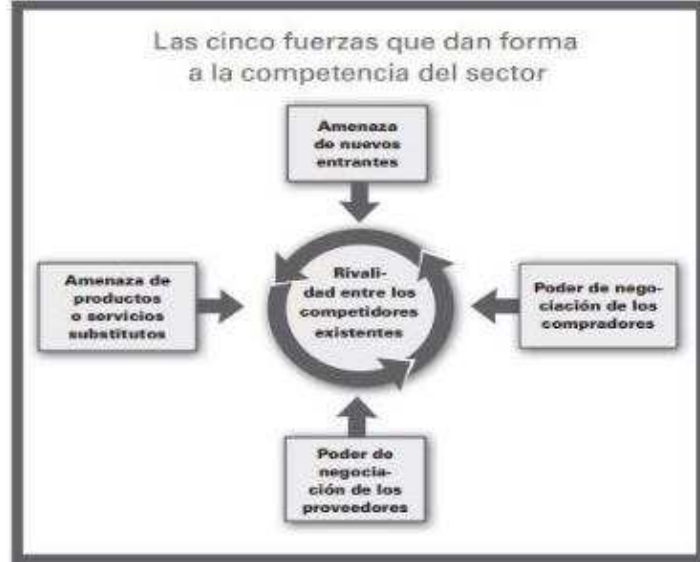 Las cinco fuerzas que dan forma
a la competencia del sector
Amenaza
de nuevos
entrantes
Amenaza de
productos
o servicios
substitutos
Rivali-
dad entre los
competidores
existentes
Poder de nego-
ciación de los
compradores
Poder de
negocia-
ción de los
proveedores